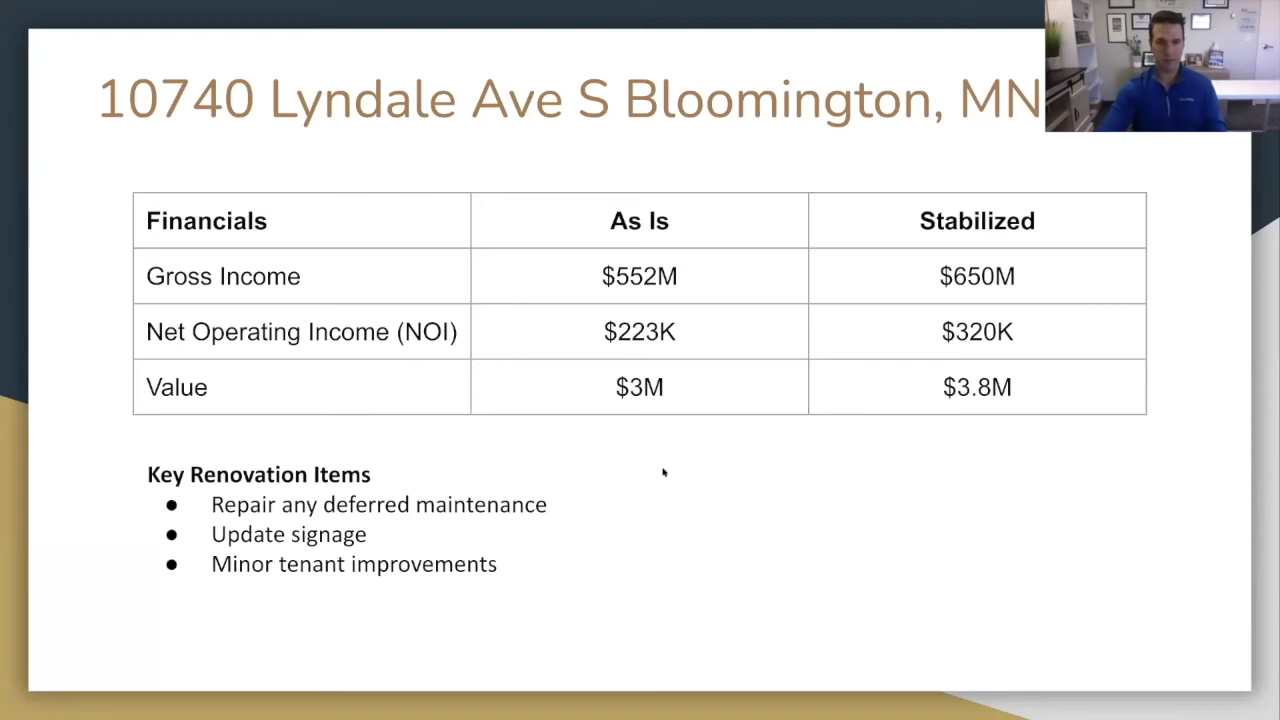 10740 Lyndale Ave S Bloomington, MN
Financials As Is Stabilized
Gross Income $552M $650M
Net Operating Income (NOI) $223K $320K
Value $3M $3.8M
Key Renovation Items
● Repair any deferred maintenance
● Update signage
● Minor tenant improvements